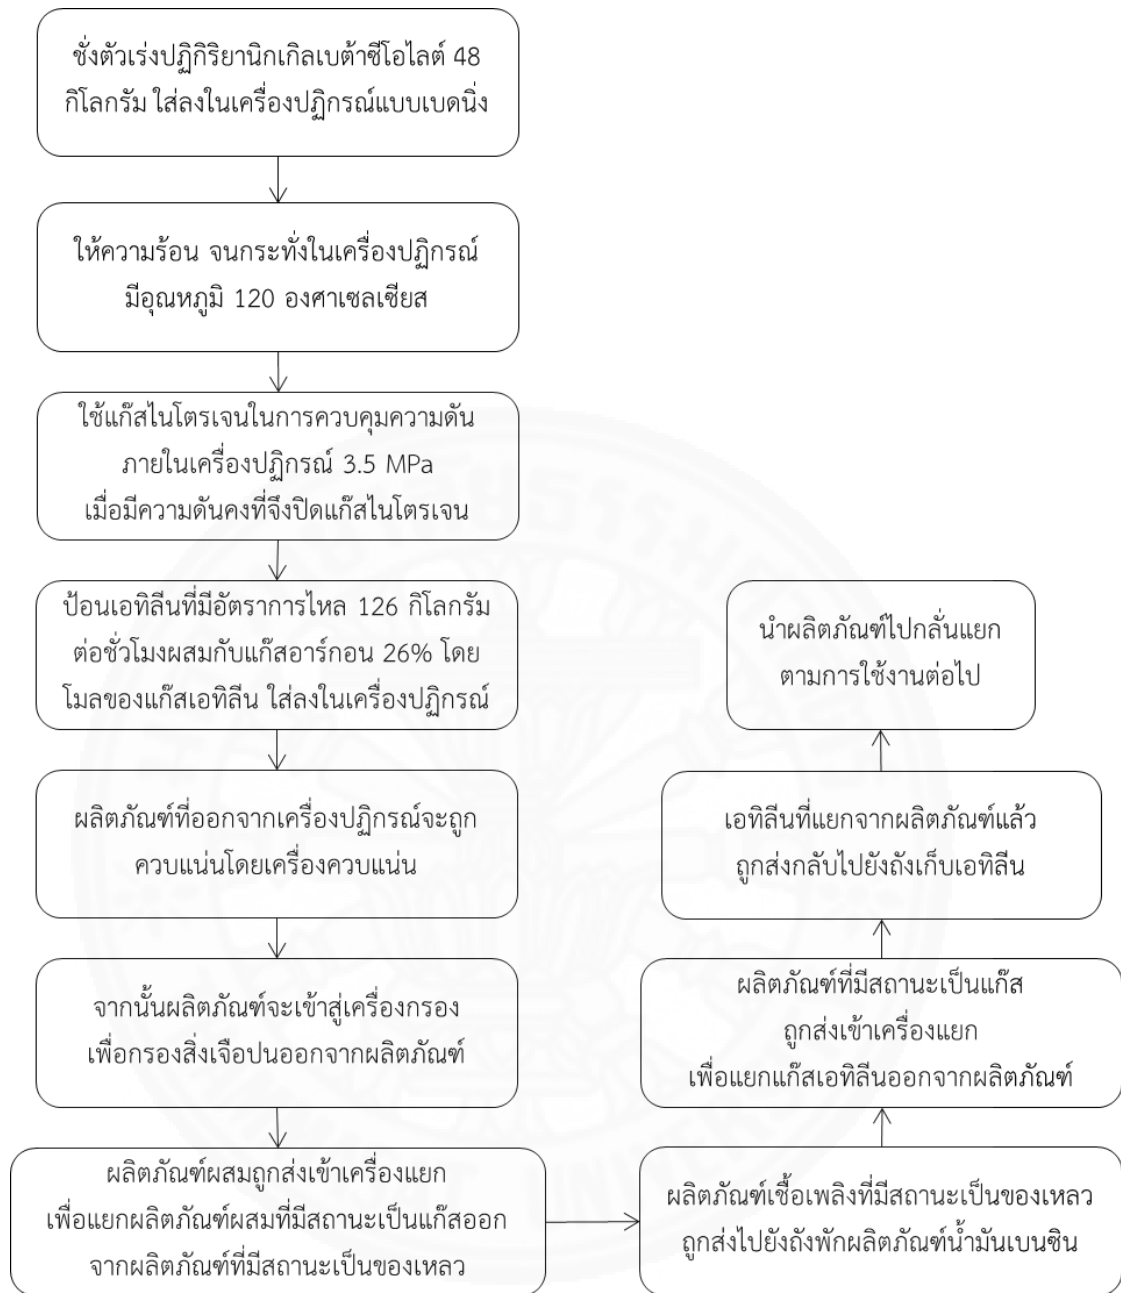 ชั่งตัวเร่งปฏิกิริยานิกเกิลเบต้าซีโอไลต์ 48
กิโลกรัม ใส่ลงในเครื่องปฏิกรณ์แบบเบดนิ่ง
ให้ความร้อน จนกระทั่งในเครื่องปฏิกรณ์
มีอุณหภูมิ 120 องศาเซลเซียส
ใช้แก๊สไนโตรเจนในการควบคุมความดัน
ภายในเครื่องปฏิกรณ์ 3.5 MPa
เมื่อมีความดันคงที่จึงปิดแก๊สไนโตรเจน
ป้อนเอทิลีนที่มีอัตราการไหล 126 กิโลกรัม
ต่อชั่วโมงผสมกับแก๊สอาร์กอน 26% โดย
โมลของแก๊สเอทิลีน ใส่ลงในเครื่องปฏิกรณ์
ผลิตภัณฑ์ที่ออกจากเครื่องปฏิกรณ์จะถูก
ควบแน่นโดยเครื่องควบแน่น
จากนั้นผลิตภัณฑ์จะเข้าสู่เครื่องกรอง
เพื่อกรองสิ่งเจือปนออกจากผลิตภัณฑ์
ผลิตภัณฑ์ผสมถูกส่งเข้าเครื่องแยก
เพื่อแยกผลิตภัณฑ์ผสมที่มีสถานะเป็นแก๊สออก
จากผลิตภัณฑ์ที่มีสถานะเป็นของเหลว
ผลิตภัณฑ์เชื้อเพลิงที่มีสถานะเป็นของเหลว
ถูกส่งไปยังถังพักผลิตภัณฑ์น้ำมันเบนซิน
ผลิตภัณฑ์ที่มีสถานะเป็นแก๊ส
ถูกส่งเข้าเครื่องแยก
เพื่อแยกแก๊สเอทิลีนออกจากผลิตภัณฑ์
เอทิลีนที่แยกจากผลิตภัณฑ์แล้ว
ถูกส่งกลับไปยังถังเก็บเอทิลีน
นำผลิตภัณฑ์ไปกลั่นแยก
ตามการใช้งานต่อไป